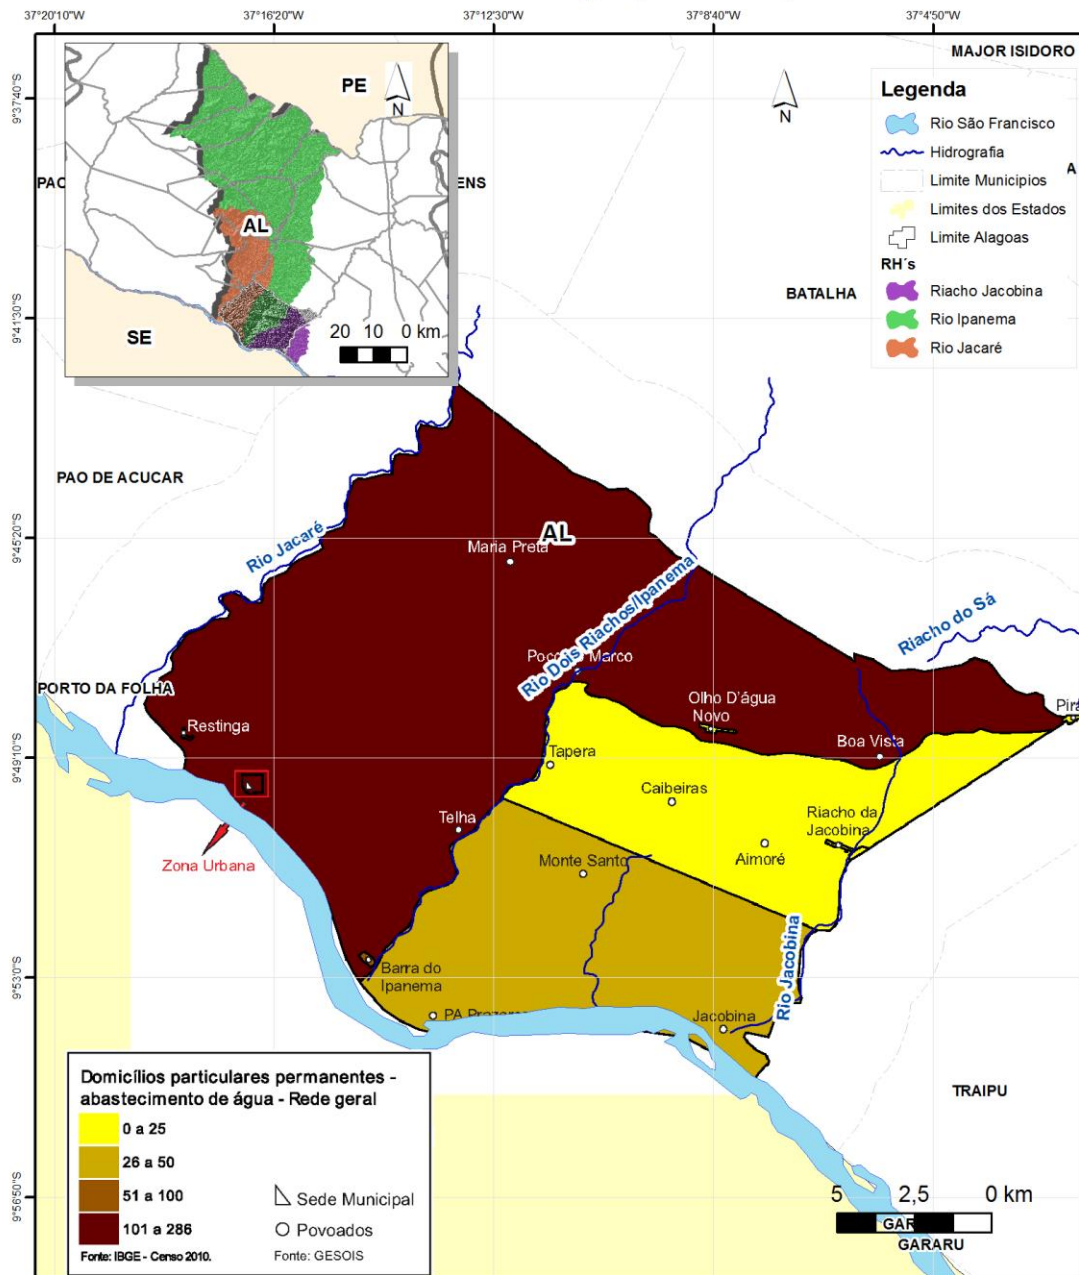 37°20'10"W 37°16'20"W 37°12'30"W 37°8'40"W 37°4'50"W
9°37'40"S
9°41'30"S
9°45'20"S
9°49'10"S
9°53'0"S
9°56'50"S
PE
N
AL
SE
20 10 0 km
PAO
ENS
N
MAJOR ISIDORO
Legenda
Rio São Francisco
Hidrografia
Limite Municipios
Limites dos Estados
Limite Alagoas
RH´s
Riacho Jacobina
Rio Ipanema
Rio Jacaré
A
BATALHA
PAO DE ACUCAR
Rio Jacaré
AL
Maria Preta
Rio Dois Riachos/Ipanema
Riacho do Sá
Marco
PORTO DA FOLHA
Restinga
Olho D'água
Novo
Boa Vista
Tapera
Caibeiras
Riacho da
Jacobina
Aimoré
Telha
Zona Urbana
Monte Santo
Rio Jacobina
Barra do
Ipanema
PA
Jacobina
TRAIPU
Domicílios particulares permanentes -
abastecimento de água - Rede geral
0 a 25
26 a 50
51 a 100
101 a 286
Sede Municipal
Povoados
Fonte: IBGE - Censo 2010.
Fonte: GESOIS
5 2,5 0 km
GARARU